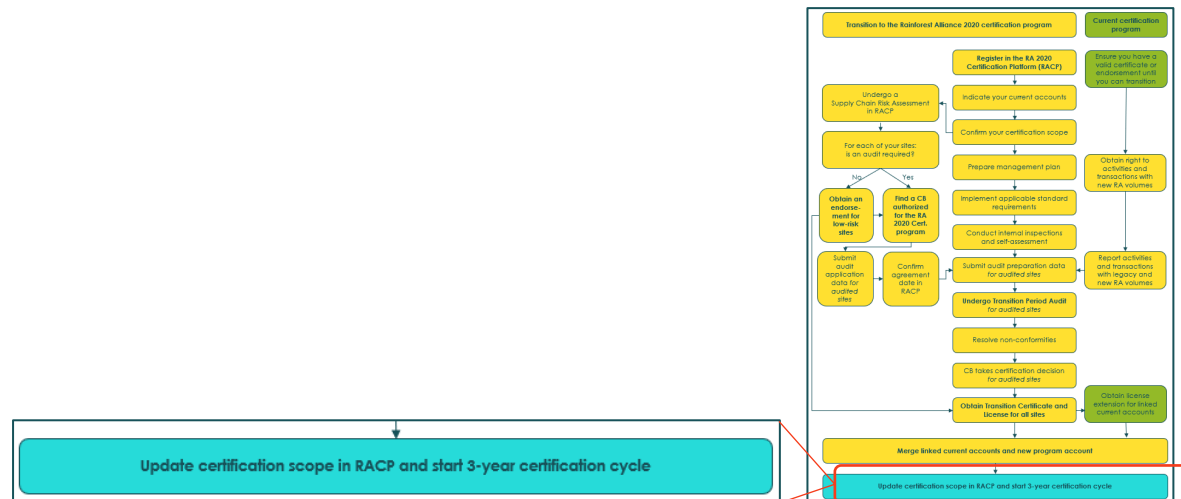 Transition to the Rainforest Alliance 2020 certification program
Current certification
program
Register in the RA 2020
Certification Platform (RACP)
Ensure you have a
valid certificate or
endorsement until
you can transition
Undergo a
Supply Chain Risk Assessment
in RACP
Indicate your current accounts
Confirm your certification scope
For each of your sites:
is an audit required?
Prepare management plan
Obtain right to
activities and
transactions with
new RA volumes
No
Yes
Obtain an
endorse-
ment for
low-risk
sites
Find a CB
authorized
for the RA
2020 Cert.
program
Implement applicable standard
requirements
Conduct internal inspections
and self-assessment
Submit
audit
application
data for
audited
sites
Confirm
agreement
date in
RACP
Submit audit preparation data
for audited sites
Report activities
and transactions
with legacy and
new RA volumes
Undergo Transition Period Audit
for audited sites
Resolve non-conformities
CB takes certification decision
for audited sites
Obtain Transition Certificate and
License for all sites
Obtain license
extension for linked
current accounts
Merge linked current accounts and new program account
Update certification scope in RACP and start 3-year certification cycle
Update certification scope in RACP and start 3-year certification cycle